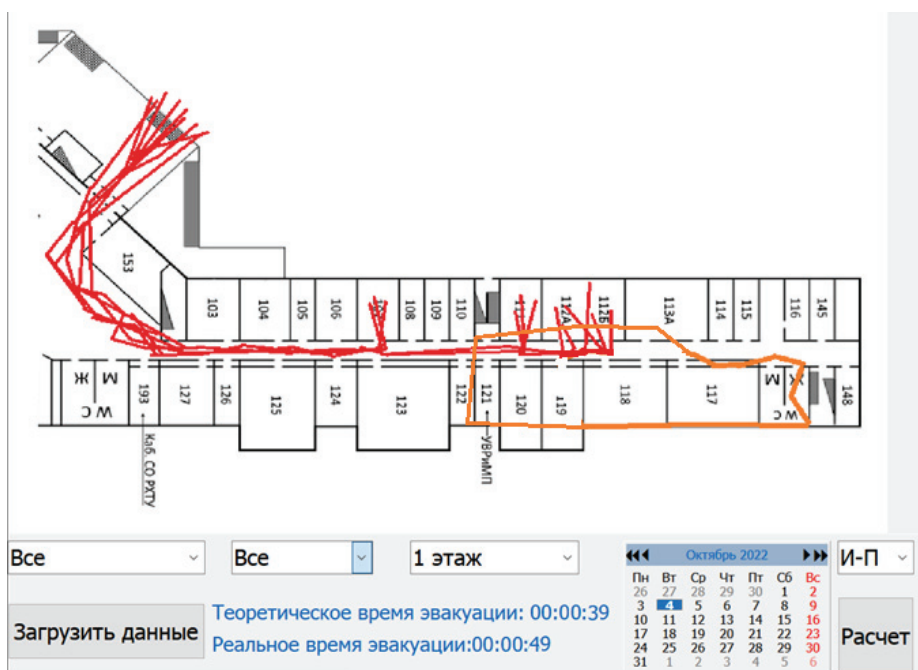 153
103
104
105
106
108
109
110
112А
112Б
113А
114
115
116
145
Ж
М
W C
193
127
126
125
124
123
122
121
120
119
118
117
М
Ж
W C
148
Каб. СО РХТУ
УВРиМП
Все
Все
1 этаж
Октябрь 2022
И-П
Пн Вт Ср Чт Пт Сб Вс
26 27 28 29 30 1 2
3 4 5 6 7 8 9
10 11 12 13 14 15 16
17 18 19 20 21 22 23
24 25 26 27 28 29 30
31 1 2 3 4 5 6
Загрузить данные
Теоретическое время эвакуации: 00:00:39
Реальное время эвакуации:00:00:49
Расчет